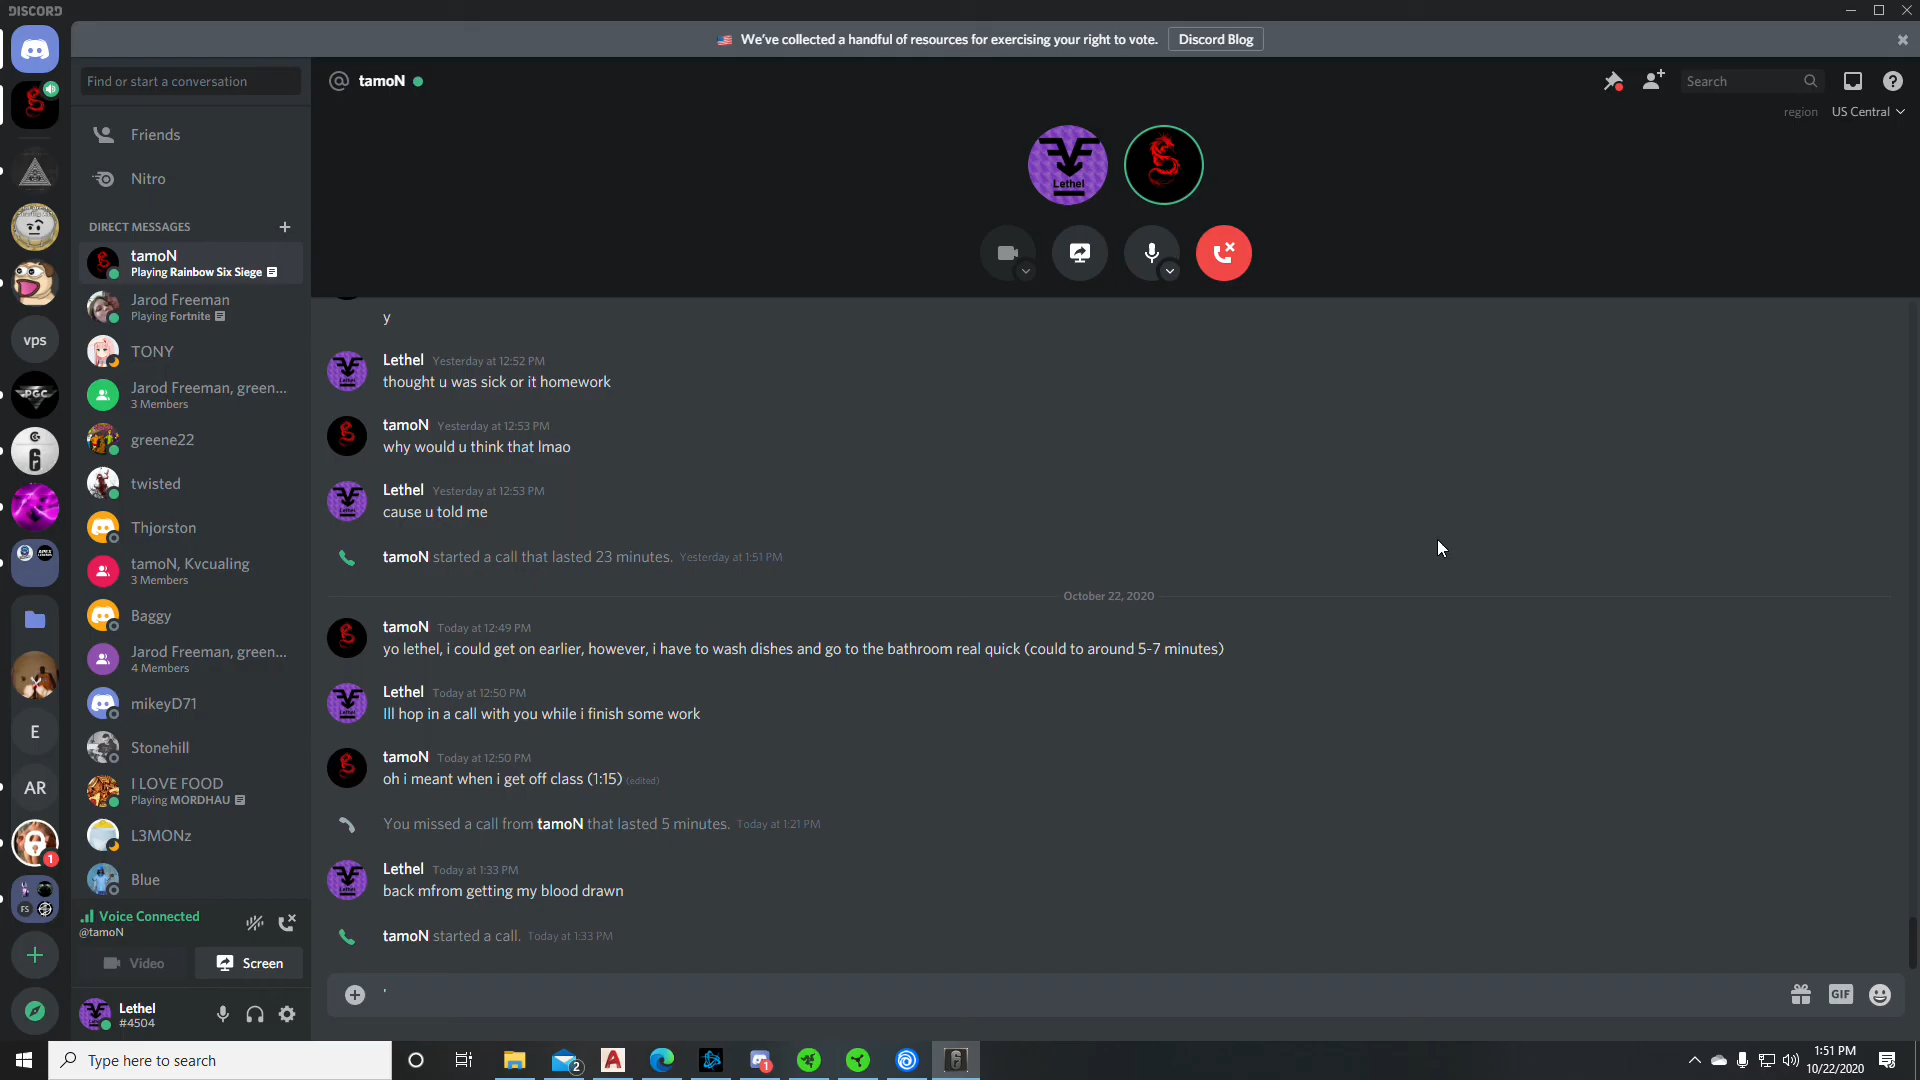 DISCORD
We've collected a handful of resources for exercising your right to vote. Discord Blog
Find or start a conversation
tamoN
Search
region US Central
Lethel
Friends
Nitro
DIRECT MESSAGES
tamoN
Playing Rainbow Six Siege
Jarod Freeman
Playing Fortnite
TONY
Jarod Freeman, green...
3 Members
greene22
twisted
Thjorston
tamoN, Kvcualing
3 Members
Baggy
Jarod Freeman, green...
4 Members
mikeyD71
Stonehill
I LOVE FOOD
Playing MORDHAU
L3MONz
Blue
vps
PGC
6
E
AR
1
FS
y
Lethel Yesterday at 12:52 PM
thought u was sick or it homework
tamoN Yesterday at 12:53 PM
why would u think that lmao
Lethel Yesterday at 12:53 PM
cause u told me
tamoN started a call that lasted 23 minutes. Yesterday at 1:51 PM
October 22, 2020
tamoN Today at 12:49 PM
yo lethel, i could get on earlier, however, i have to wash dishes and go to the bathroom real quick (could to around 5-7 minutes)
Lethel Today at 12:50 PM
Ill hop in a call with you while i finish some work
tamoN Today at 12:50 PM
oh i meant when i get off class (1:15) (edited)
You missed a call from tamoN that lasted 5 minutes. Today at 1:21 PM
Lethel Today at 1:33 PM
back mfrom getting my blood drawn
tamoN started a call. Today at 1:33 PM
'
GIF
Voice Connected
@tamoN
Video Screen
Lethel
#4504
Type here to search
2
A
1
6
1:51 PM
10/22/2020